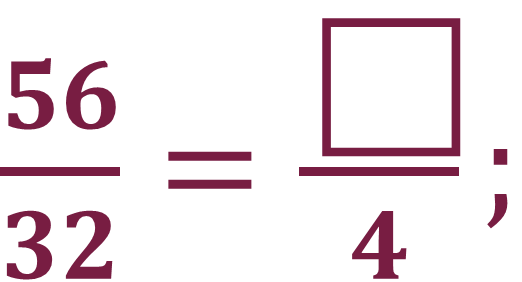 56/32 = □/4;